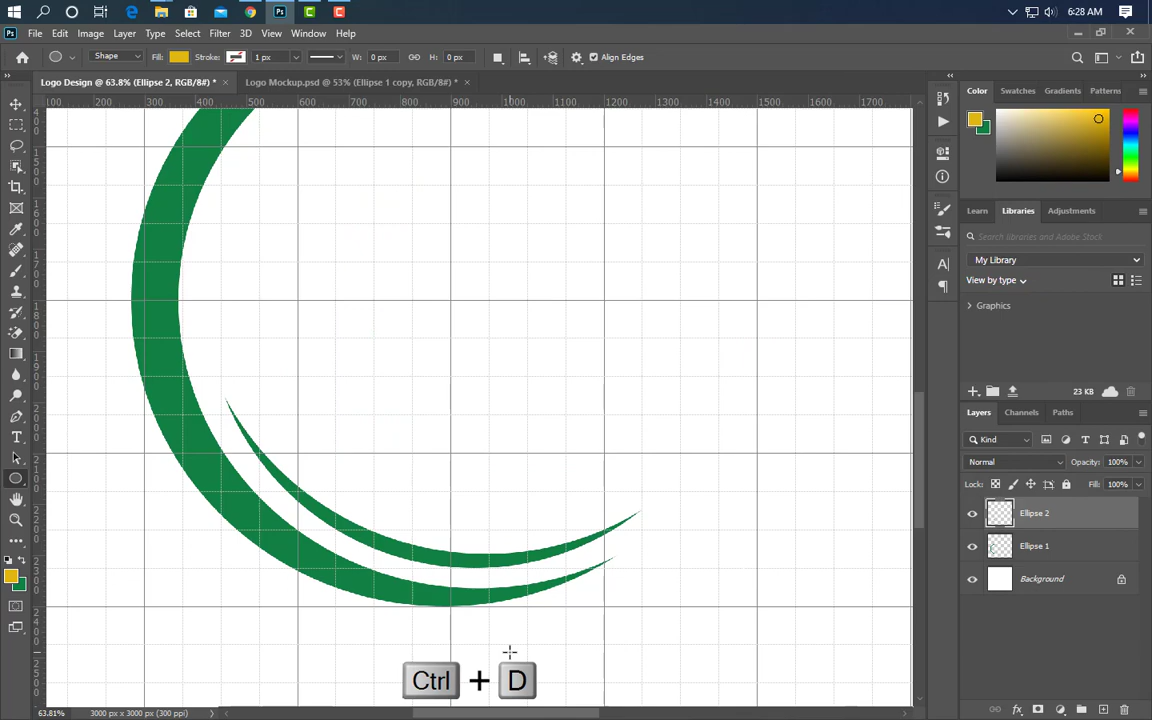 6:28 AM
Ps File Edit Image Layer Type Select Filter 3D View Window Help
Shape Fill: Stroke: 1 px W: 0 px H: 0 px Align Edges
Logo Design @ 63.8% (Ellipse 2, RGB/8#) * × Logo Mockup.psd @ 53% (Ellipse 1 copy, RGB/8#) * ×
100 200 300 400 500 600 700 800 900 1000 1100 1200 1300 1400 1500 1600 1700
Color Swatches Gradients Patterns
Learn Libraries Adjustments
Search libraries and Adobe Stock
My Library
View by type
Graphics
23 KB
Layers Channels Paths
Kind
Normal Opacity: 100%
Lock: Fill: 100%
Ellipse 2
Ellipse 1
Background
Ctrl + D
63.81% 3000 px x 3000 px (300 ppi)